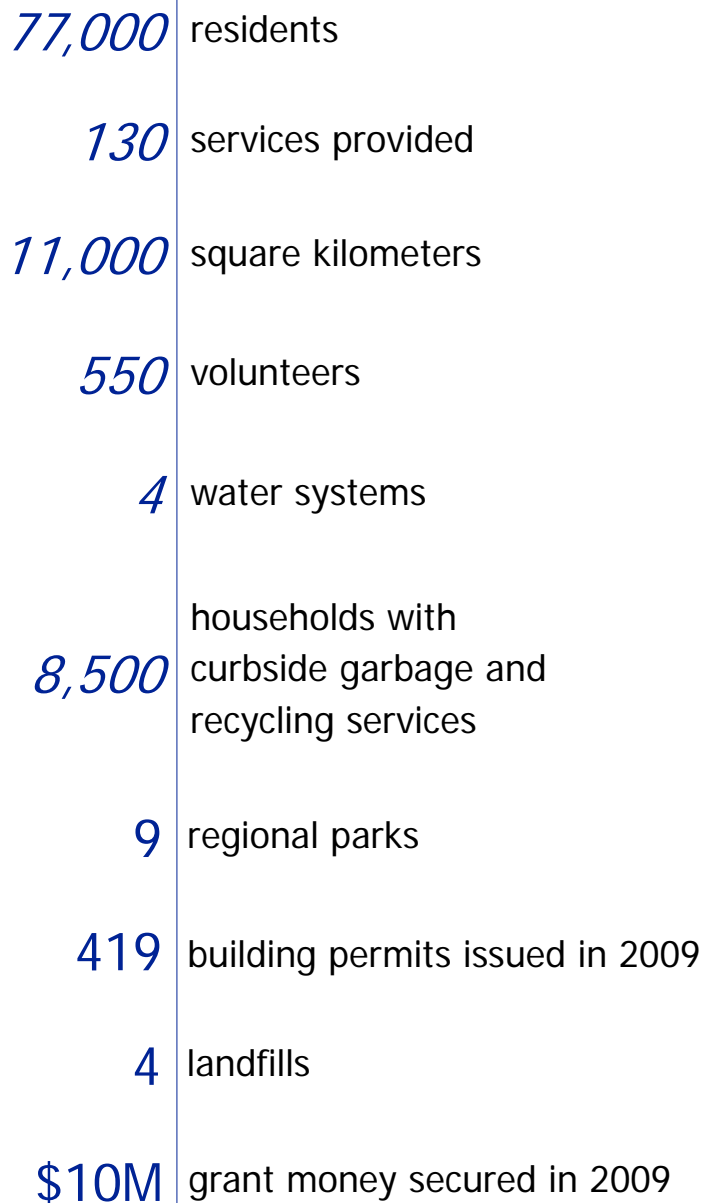 77,000 residents
130 services provided
11,000 square kilometers
550 volunteers
4 water systems
households with
8,500 curbside garbage and
recycling services
9 regional parks
419 building permits issued in 2009
4 landfills
$10M grant money secured in 2009